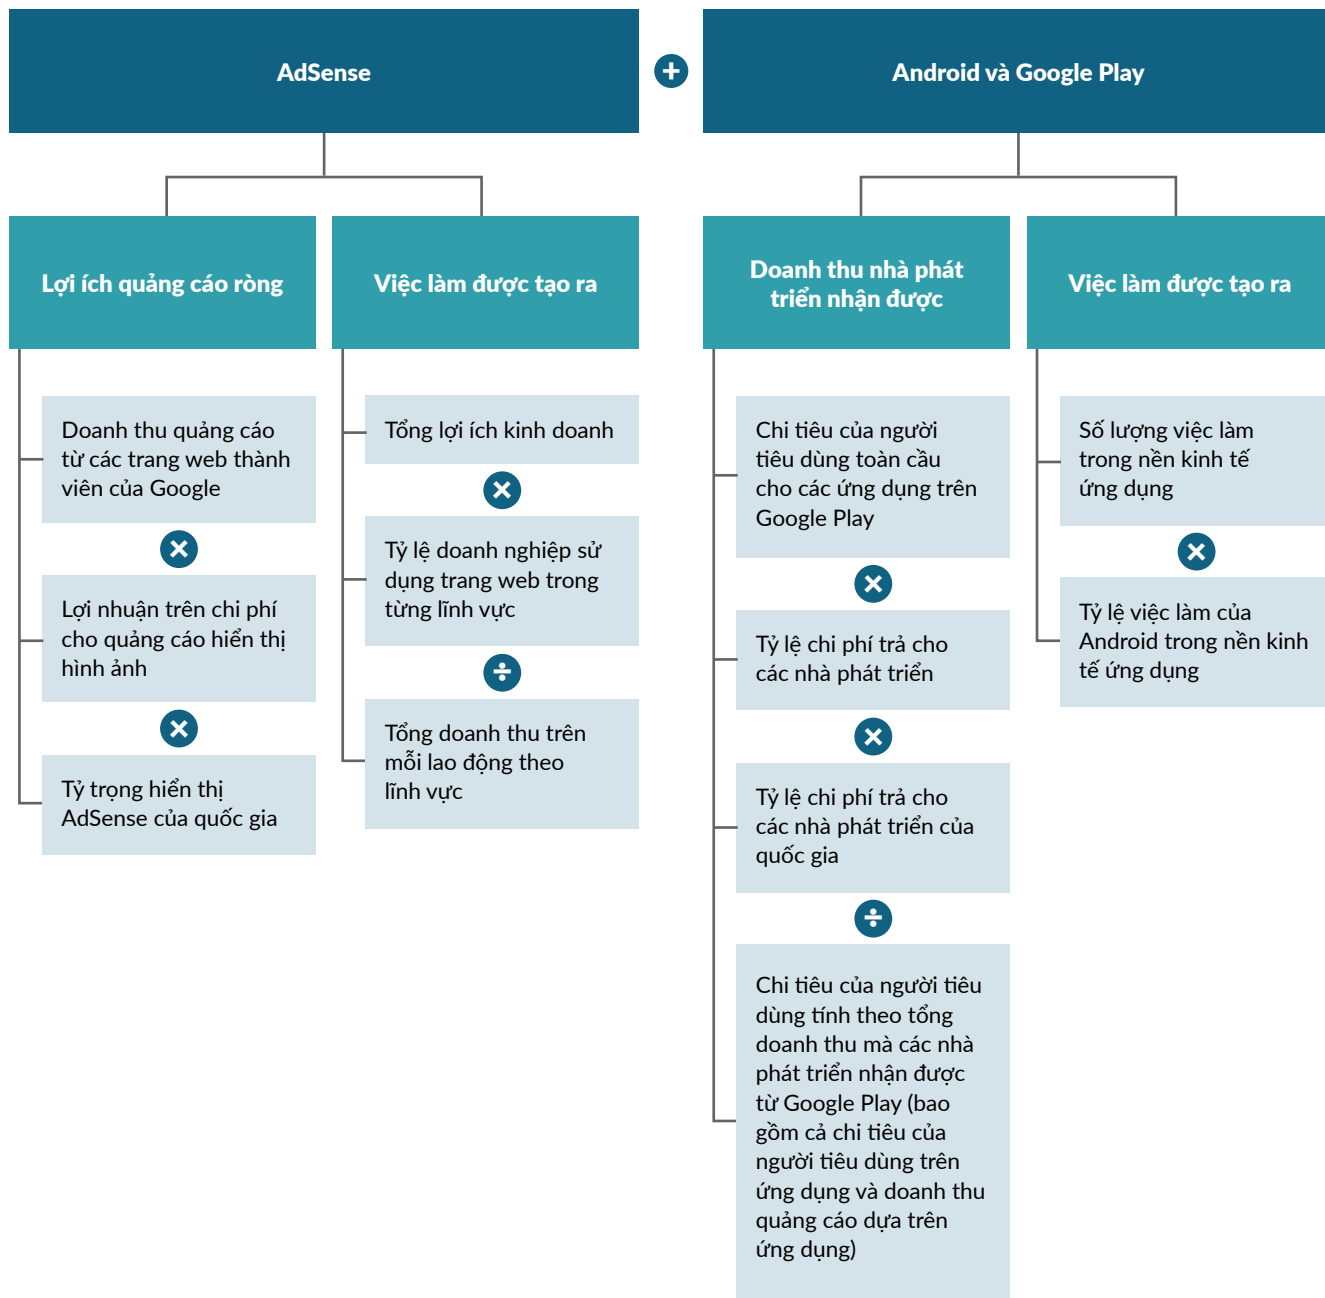 AdSense
+
Android và Google Play
Lợi ích quảng cáo ròng
Việc làm được tạo ra
Doanh thu nhà phát
triển nhận được
Việc làm được tạo ra
Doanh thu quảng cáo
từ các trang web thành
viên của Google
×
Lợi nhuận trên chi phí
cho quảng cáo hiển thị
hình ảnh
×
Tỷ trọng hiển thị
AdSense của quốc gia
Tổng lợi ích kinh doanh
×
Tỷ lệ doanh nghiệp sử
dụng trang web trong
từng lĩnh vực
÷
Tổng doanh thu trên
mỗi lao động theo
lĩnh vực
Chi tiêu của người
tiêu dùng toàn cầu
cho các ứng dụng trên
Google Play
×
Tỷ lệ chi phí trả cho
các nhà phát triển
×
Tỷ lệ chi phí trả cho
các nhà phát triển của
quốc gia
÷
Chi tiêu của người tiêu
dùng tính theo tổng
doanh thu mà các nhà
phát triển nhận được
từ Google Play (bao
gồm cả chi tiêu của
người tiêu dùng trên
ứng dụng và doanh thu
quảng cáo dựa trên
ứng dụng)
Số lượng việc làm
trong nền kinh tế
ứng dụng
×
Tỷ lệ việc làm của
Android trong nền kinh
tế ứng dụng